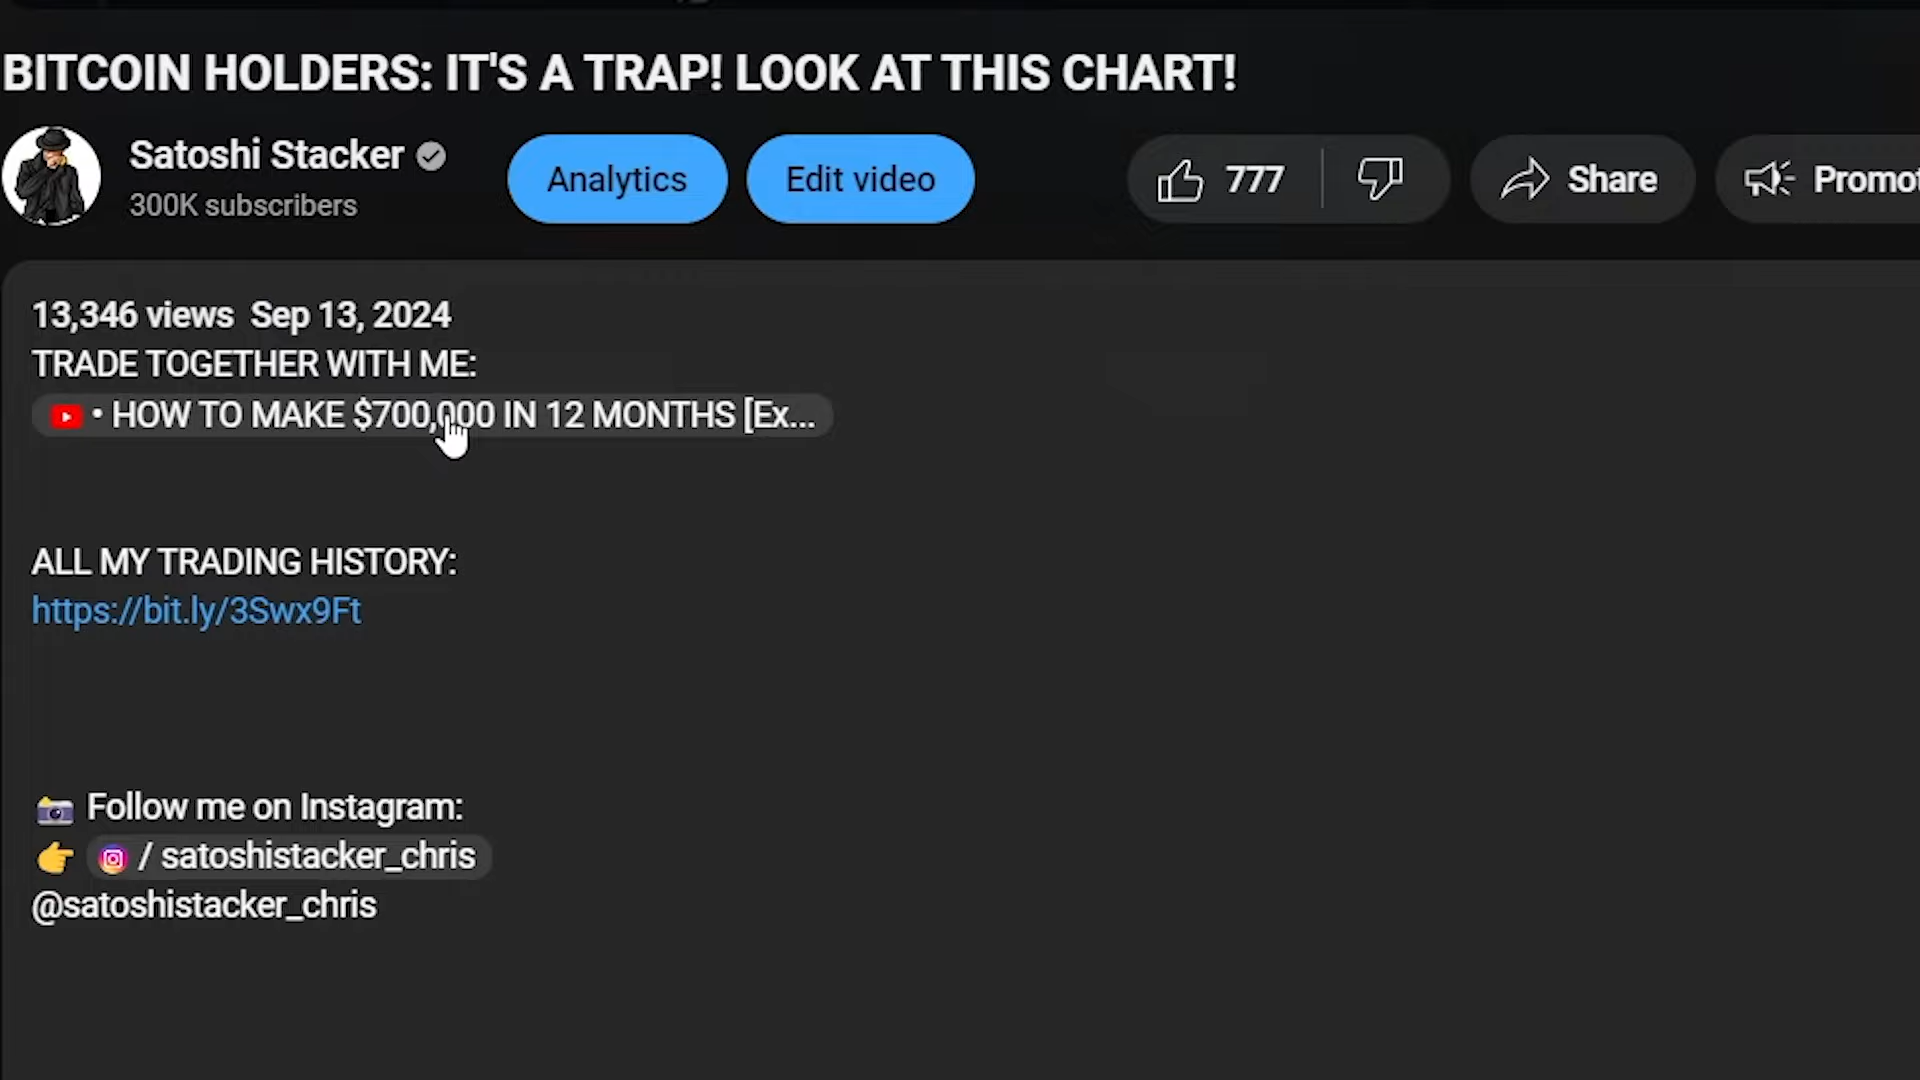 BITCOIN HOLDERS: IT'S A TRAP! LOOK AT THIS CHART!
Satoshi Stacker
300K subscribers
Analytics
Edit video
777
Share
Promot
13,346 views Sep 13, 2024
TRADE TOGETHER WITH ME:
• HOW TO MAKE $700,000 IN 12 MONTHS [Ex...
ALL MY TRADING HISTORY:
https://bit.ly/3Swx9Ft
📷 Follow me on Instagram:
👉 / satoshistacker_chris
@satoshistacker_chris